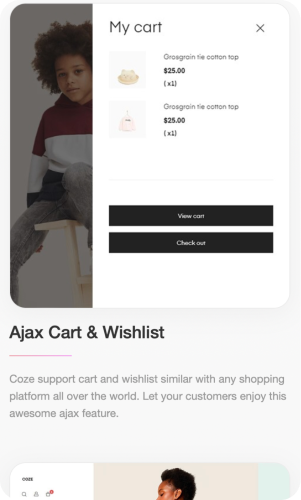 My cart
Grosgrain tie cotton top
$25.00
( x1)
Grosgrain tie cotton top
$25.00
( x1)
View cart
Check out
Ajax Cart & Wishlist
Coze support cart and wishlist similar with any shopping
platform all over the world. Let your customers enjoy this
awesome ajax feature.
COZE